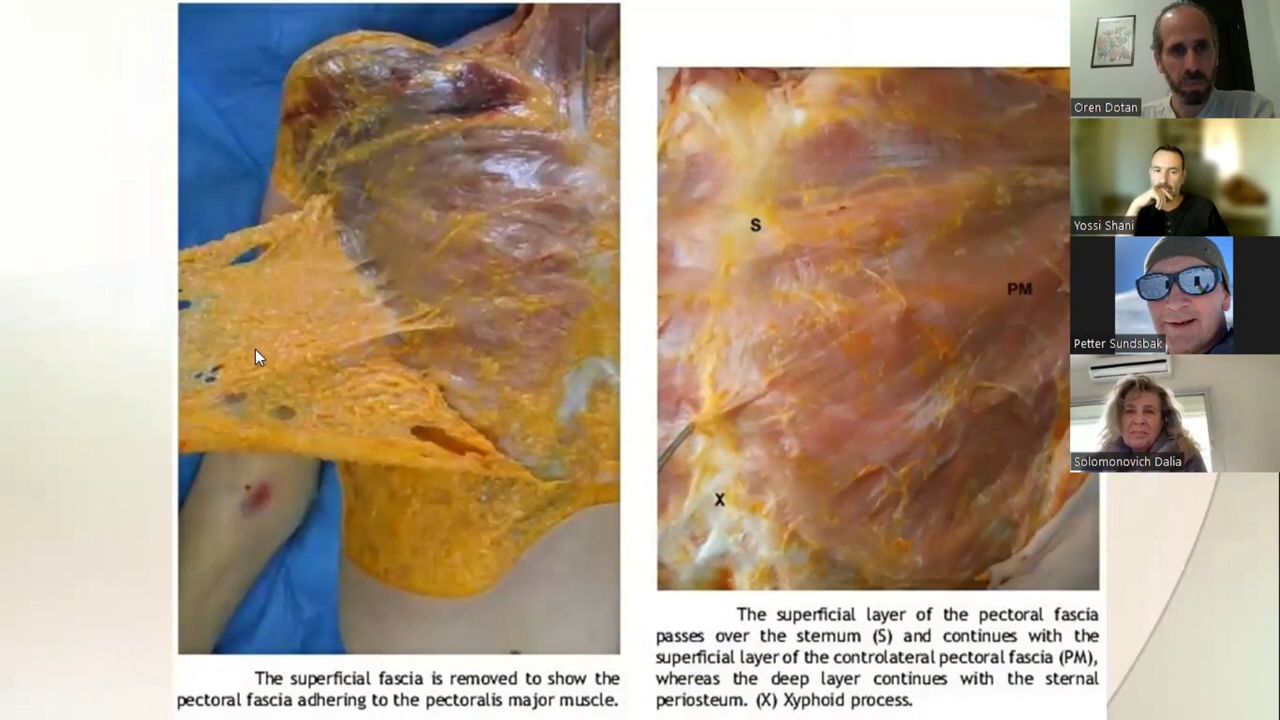 S
PM
X
The superficial fascia is removed to show the
pectoral fascia adhering to the pectoralis major muscle.
The superficial layer of the pectoral fascia
passes over the sternum (S) and continues with the
superficial layer of the controlateral pectoral fascia (PM),
whereas the deep layer continues with the sternal
periosteum. (X) Xyphoid process.
Oren Dotan
Yossi Shani
Petter Sundsbak
Solomonovich Dalia